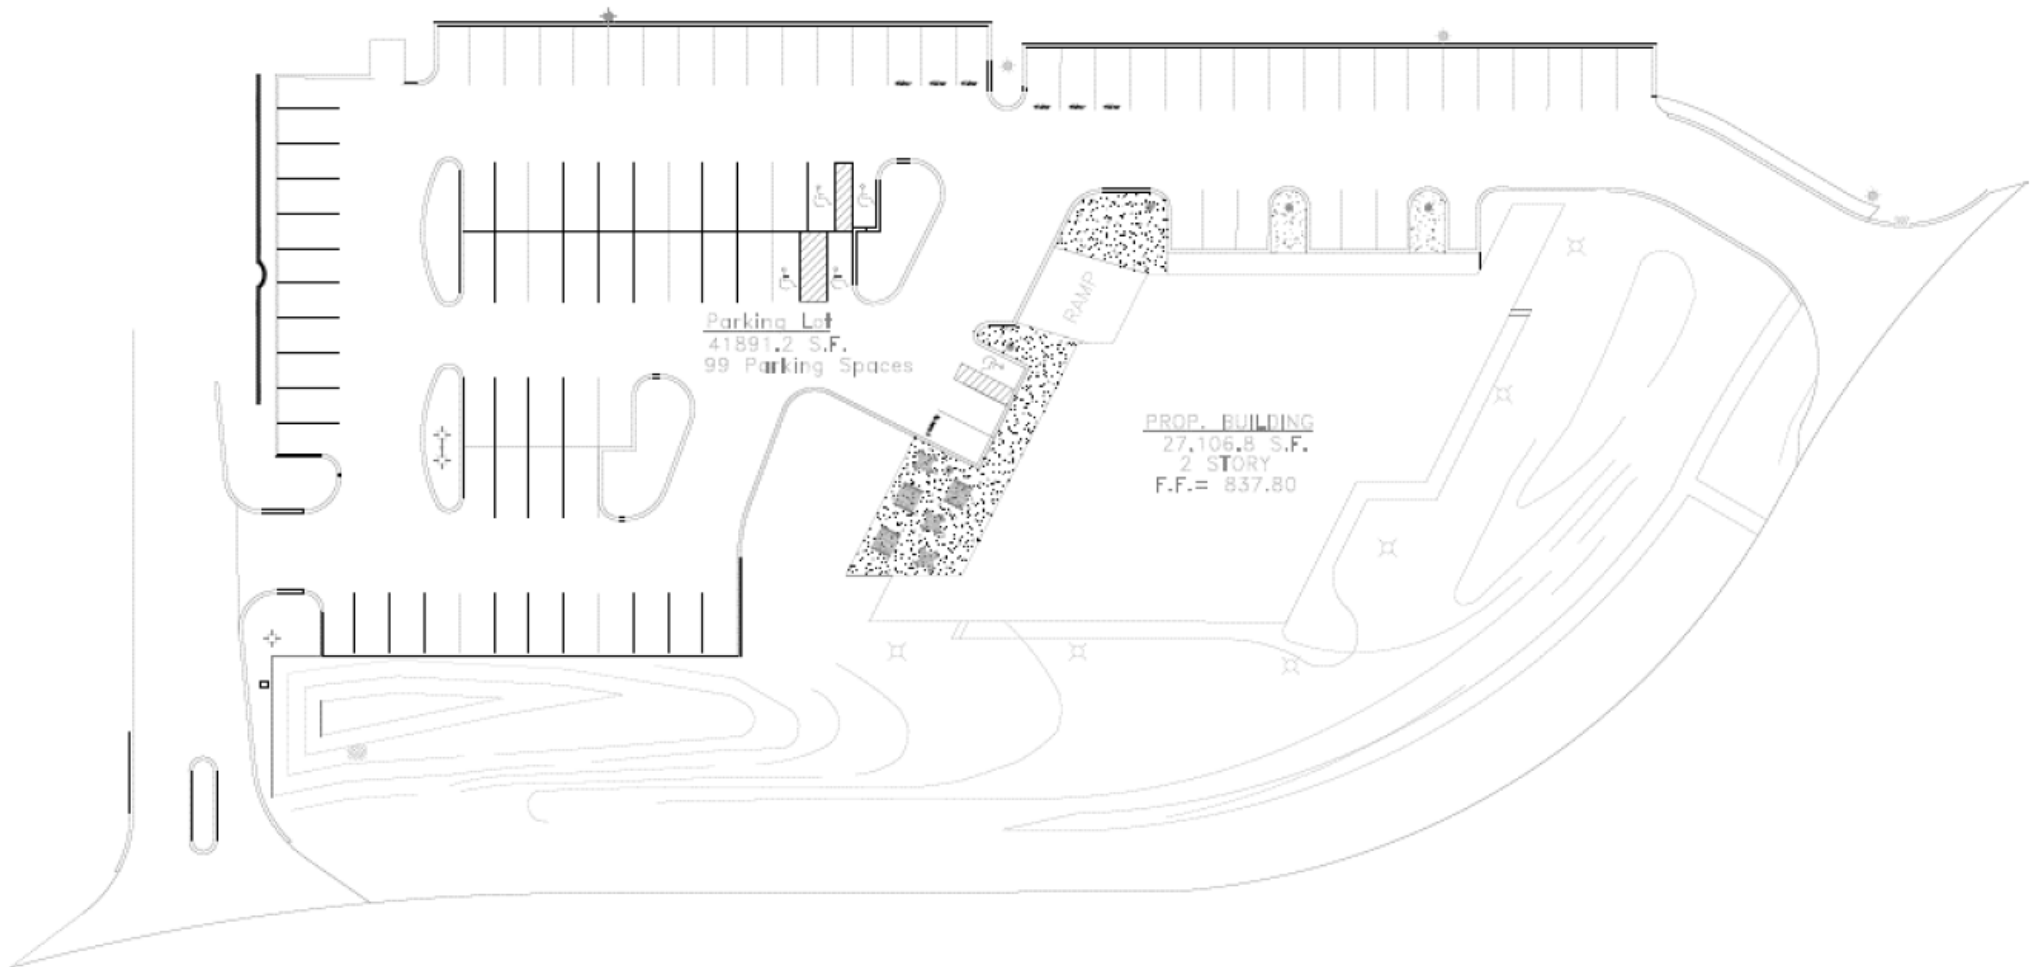 Parking Lot
41891.2 S.F.
99 Parking Spaces
RAMP
PROP. BUILDING
27,106.8 S.F.
2 STORY
F.F.= 837.80